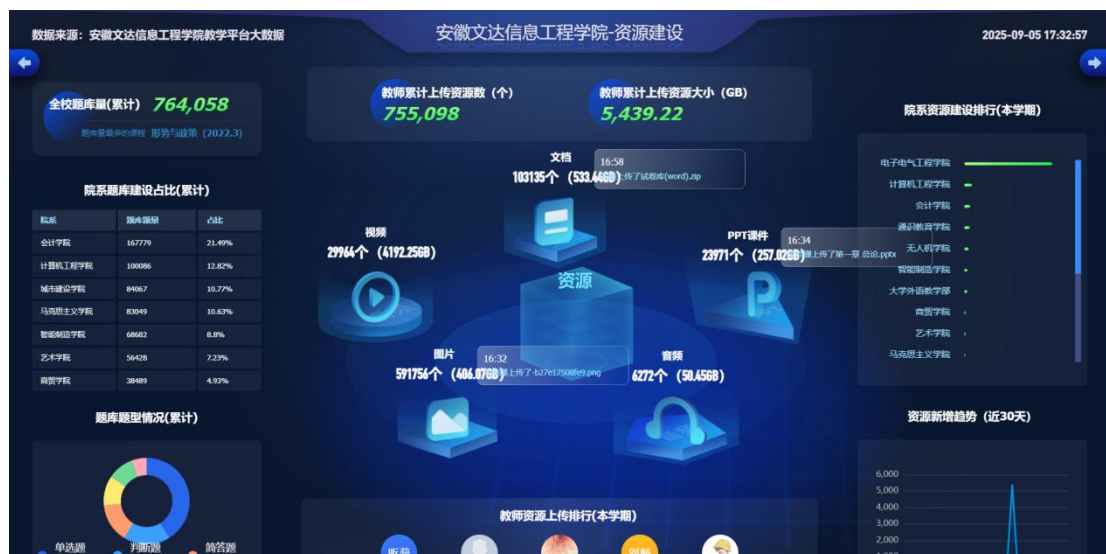 数据来源：安徽文达信息工程学院教学平台大数据
安徽文达信息工程学院-资源建设
2025-09-05 17:32:57
全校题库量(累计) 764,058
题库量最多的课程 形势与政策（2022.3）
院系题库建设占比(累计)
院系 题库题量 占比
会计学院 167779 21.49%
计算机工程学院 100086 12.82%
城市建设学院 84067 10.77%
马克思主义学院 83049 10.63%
智能制造学院 68682 8.8%
艺术学院 56428 7.23%
商贸学院 38489 4.93%
题库题型情况(累计)
单选题 判断题 简答题
教师累计上传资源数（个）
755,098
教师累计上传资源大小（GB）
5,439.22
文档
103135个（533.44GB）
16:58
上传了试卷库(word).zip
视频
29964个（4192.25GB）
PPT课件
23971个（257.02GB）
16:34
上传了第一章 总论.pptx
资源
图片
591756个（406.07GB）
16:32
上传了-b27e17508fe9.png
音频
6272个（50.45GB）
教师资源上传排行(本学期)
院系资源建设排行(本学期)
电子电气工程学院
计算机工程学院
会计学院
通识教育学院
无人机学院
智能制造学院
大学外语教学部
商贸学院
艺术学院
马克思主义学院
资源新增趋势（近30天）
6,000
5,000
4,000
3,000
2,000